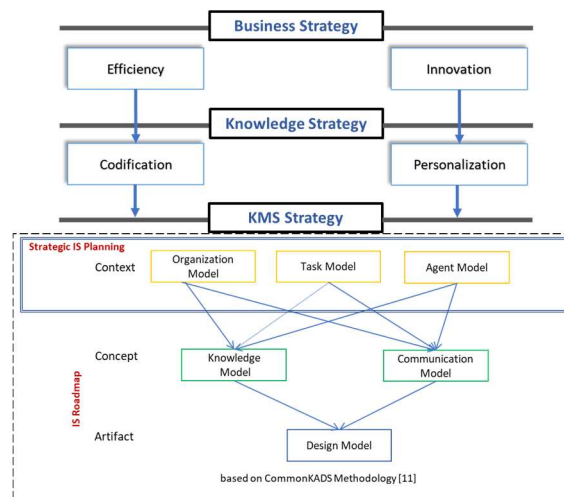 Business Strategy
Efficiency
Innovation
Knowledge Strategy
Codification
Personalization
KMS Strategy
Strategic IS Planning
Context
Organization
Model
Task Model
Agent Model
Concept
Knowledge
Model
Communication
Model
IS Roadmap
Artifact
Design Model
based on CommonKADS Methodology [11]